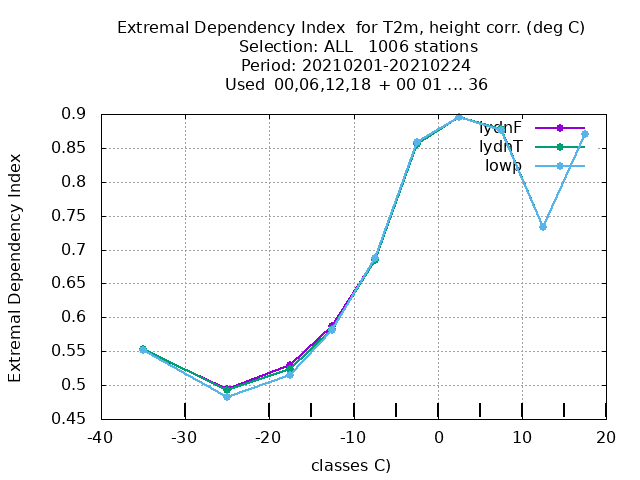 Extremal Dependency Index  for T2m, height corr. (deg C)
Selection: ALL   1006 stations
Period: 20210201-20210224
Used  00,06,12,18  + 00 01 ... 36
Extremal Dependency Index
0.9
0.85
0.8
0.75
0.7
0.65
0.6
0.55
0.5
0.45
lydnF
lydnT
lowp
-40 -30 -20 -10 0 10 20
classes C)